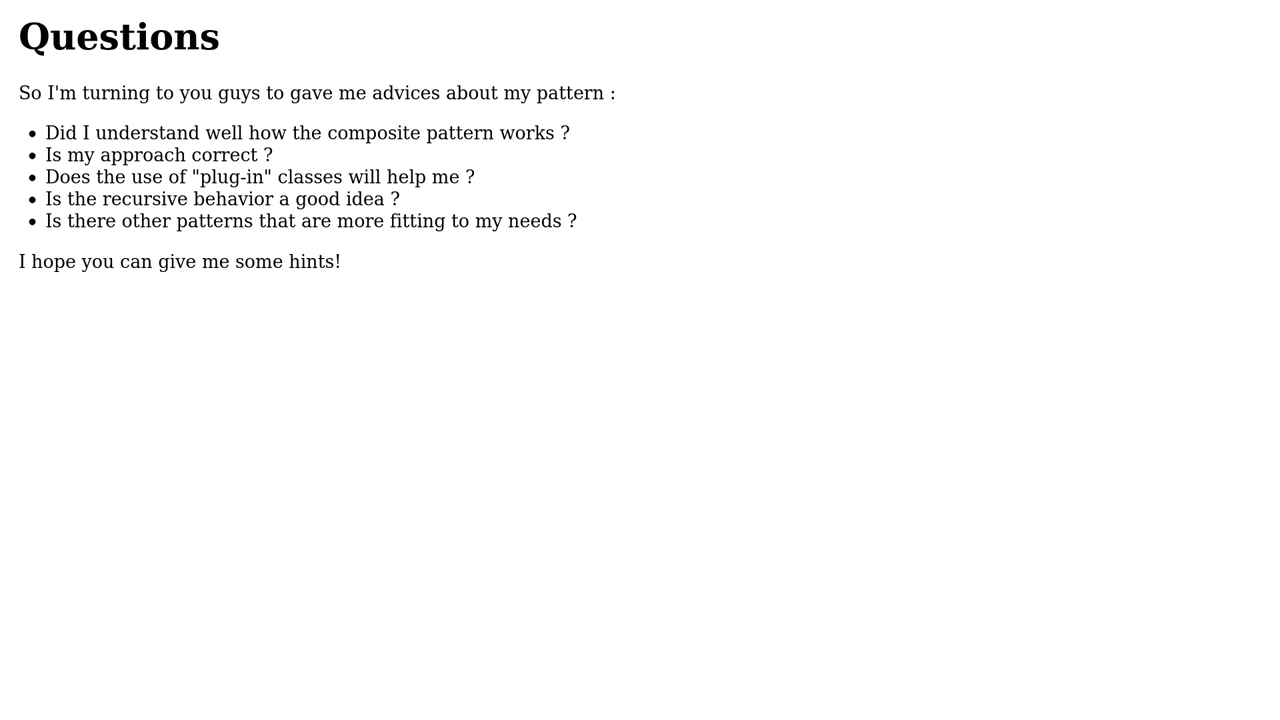 Questions
So I'm turning to you guys to gave me advices about my pattern :
• Did I understand well how the composite pattern works ?
• Is my approach correct ?
• Does the use of "plug-in" classes will help me ?
• Is the recursive behavior a good idea ?
• Is there other patterns that are more fitting to my needs ?
I hope you can give me some hints!